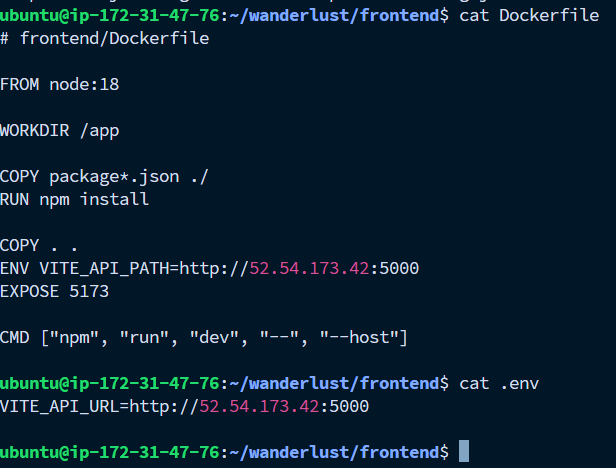 ubuntu@ip-172-31-47-76:~/wanderlust/frontend$ cat Dockerfile
# frontend/Dockerfile
FROM node:18
WORKDIR /app
COPY package*.json ./
RUN npm install
COPY . .
ENV VITE_API_PATH=http://52.54.173.42:5000
EXPOSE 5173
CMD ["npm", "run", "dev", "--", "--host"]
ubuntu@ip-172-31-47-76:~/wanderlust/frontend$ cat .env
VITE_API_URL=http://52.54.173.42:5000
ubuntu@ip-172-31-47-76:~/wanderlust/frontend$